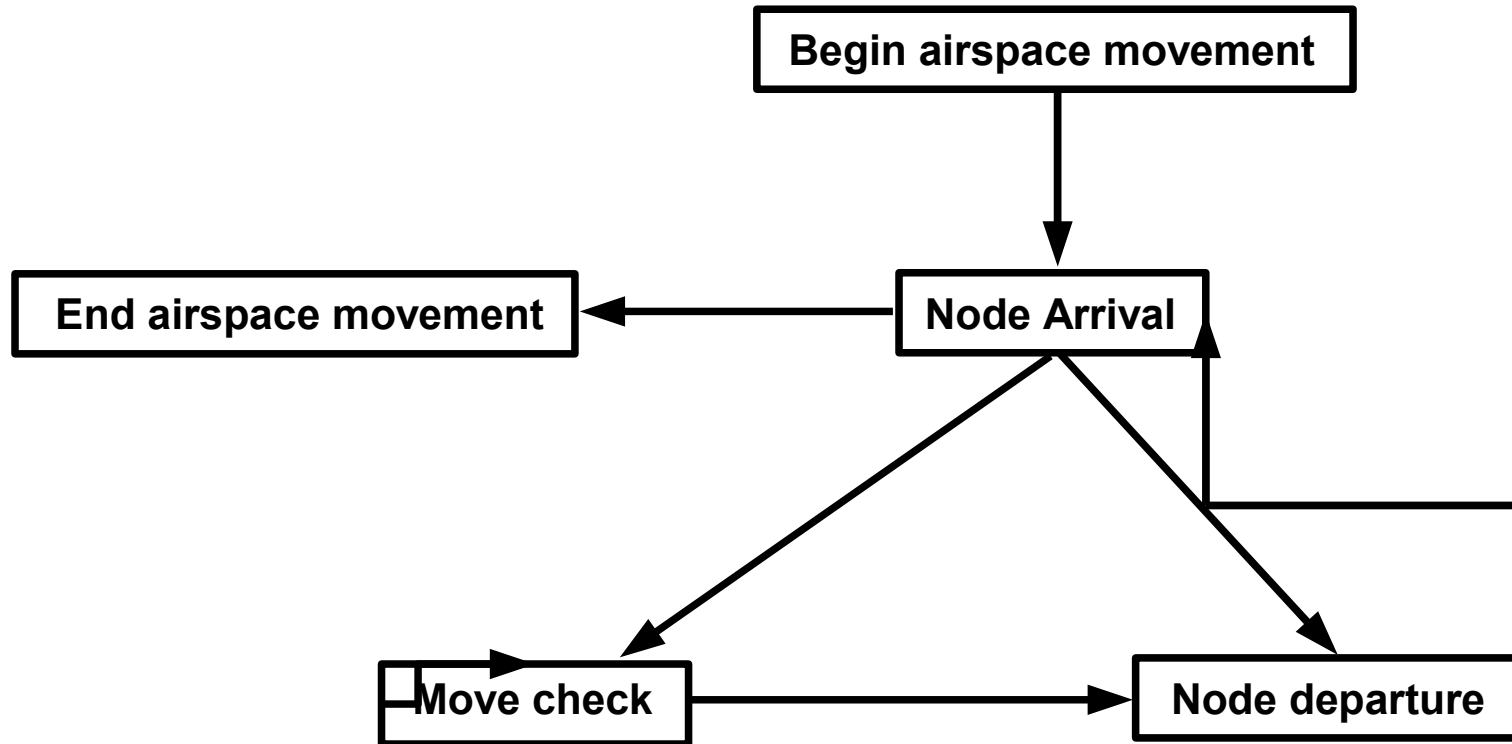 Begin airspace movement
End airspace movement
Node Arrival
Move check
Node departure